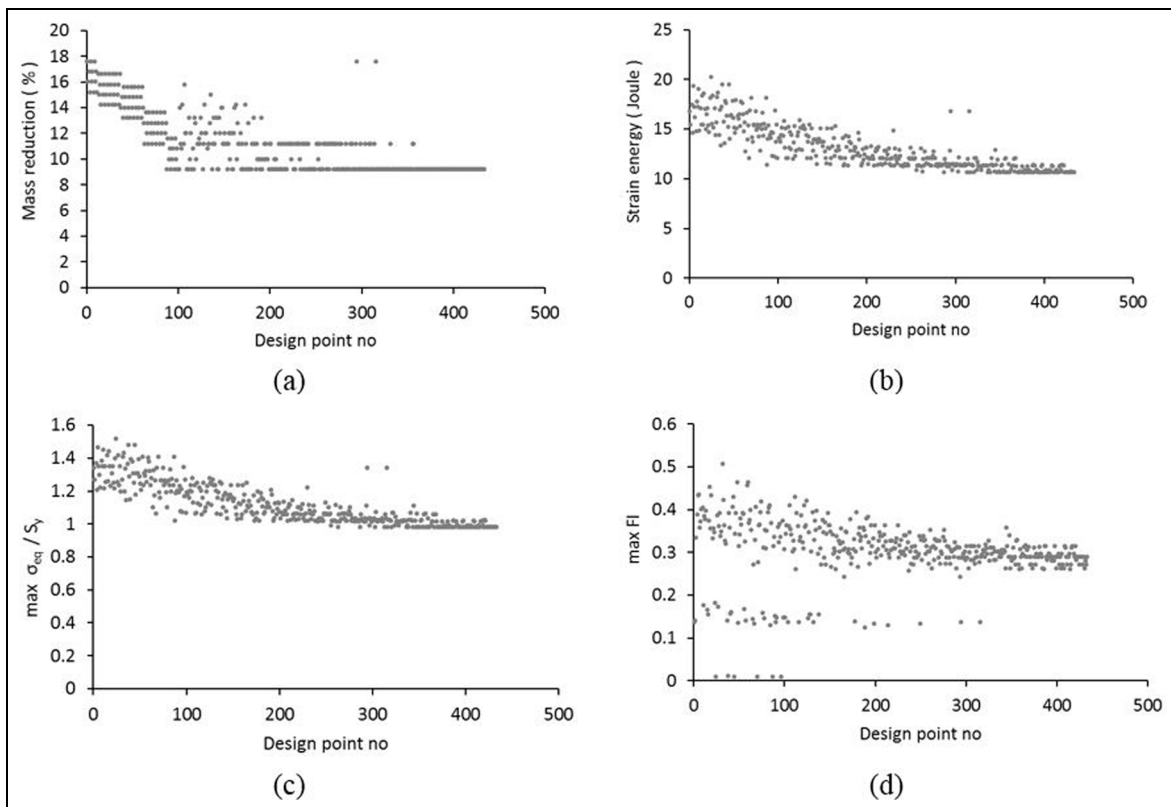 Mass reduction ( % )
20
18
16
14
12
10
8
6
4
2
0
0 100 200 300 400 500
Design point no
(a)
Strain energy ( Joule )
25
20
15
10
5
0
0 100 200 300 400 500
Design point no
(b)
max σeq / Sy
1.6
1.4
1.2
1
0.8
0.6
0.4
0.2
0
0 100 200 300 400 500
Design point no
(c)
max FI
0.6
0.5
0.4
0.3
0.2
0.1
0
0 100 200 300 400 500
Design point no
(d)